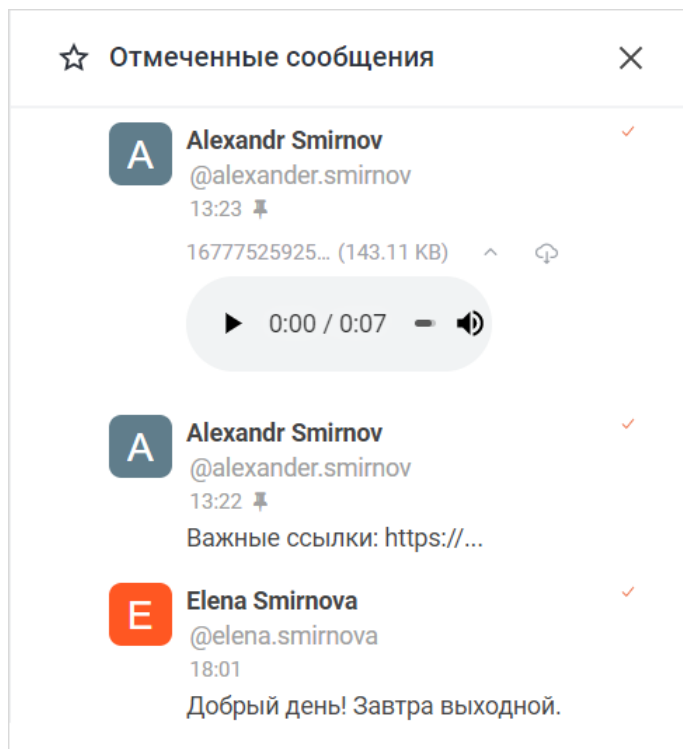 Отмеченные сообщения
A
Alexandr Smirnov
@alexander.smirnov
13:23
16777525925... (143.11 KB)
0:00 / 0:07
A
Alexandr Smirnov
@alexander.smirnov
13:22
Важные ссылки: https://...
E
Elena Smirnova
@elena.smirnova
18:01
Добрый день! Завтра выходной.